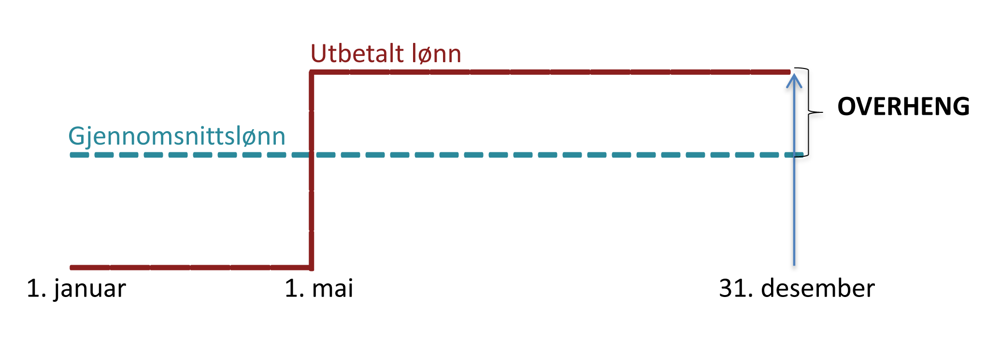 Utbetalt lønn
OVERHENG
Gjennomsnittslønn
1. januar
1. mai
31. desember